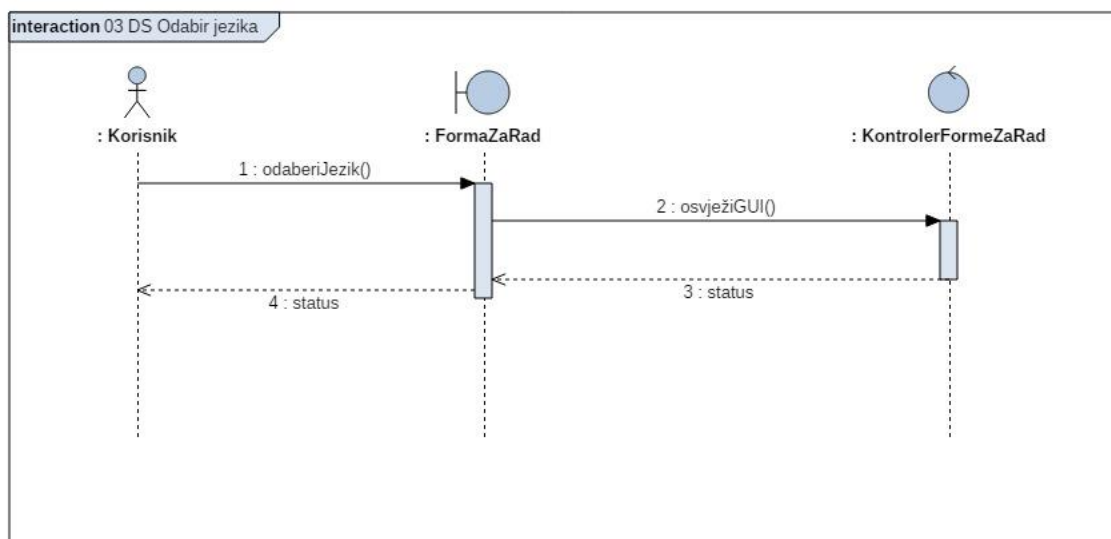 interaction 03 DS Odabir jezika
: Korisnik
: FormaZaRad
: KontrolerFormeZaRad
1 : odaberiJezik()
2 : osvježiGUI()
3 : status
4 : status